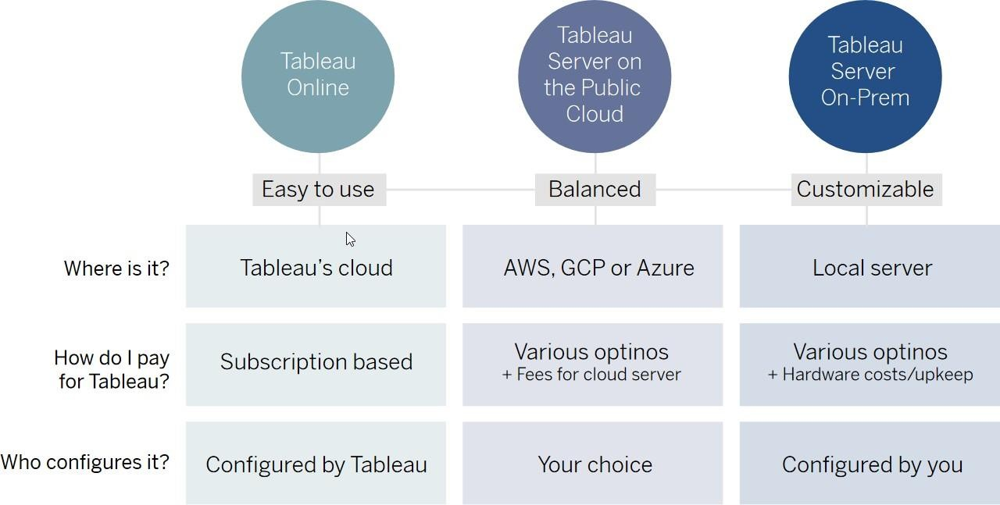 Tableau
Online
Tableau
Server on
the Public
Cloud
Tableau
Server
On-Prem
Easy to use
Balanced
Customizable
Where is it?
Tableau’s cloud
AWS, GCP or Azure
Local server
How do I pay
for Tableau?
Subscription based
Various optinos
+ Fees for cloud server
Various optinos
+ Hardware costs/upkeep
Who configures it?
Configured by Tableau
Your choice
Configured by you